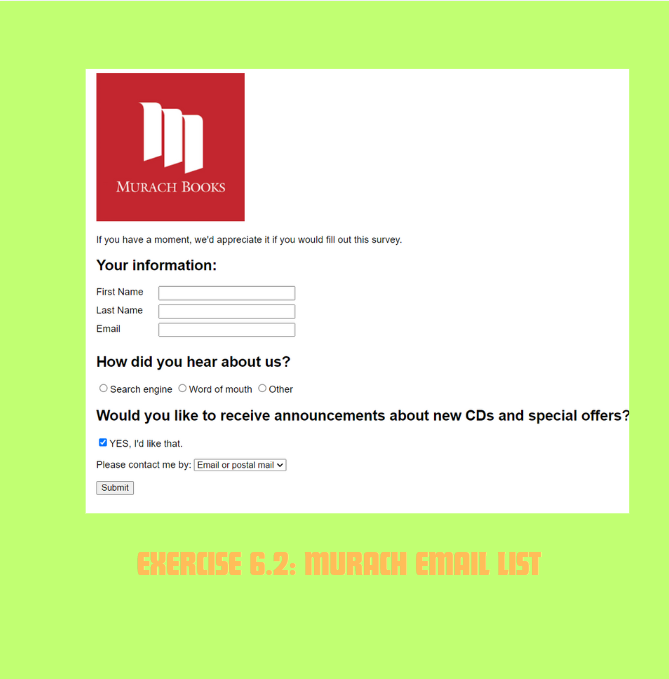 MURACH BOOKS
If you have a moment, we'd appreciate it if you would fill out this survey.
Your information:
First Name
Last Name
Email
How did you hear about us?
Search engine Word of mouth Other
Would you like to receive announcements about new CDs and special offers?
YES, I'd like that.
Please contact me by: Email or postal mail
Submit
EXERCISE 6.2: MURACH EMAIL LIST